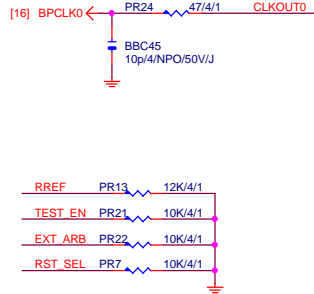 [16] BPCLK0 PR24 47/4/1 CLKOUT0
BBC45
10p/4/NPO/50V/J
RREF PR13 12K/4/1
TEST_EN PR21 10K/4/1
EXT_ARB PR22 10K/4/1
RST_SEL PR7 10K/4/1